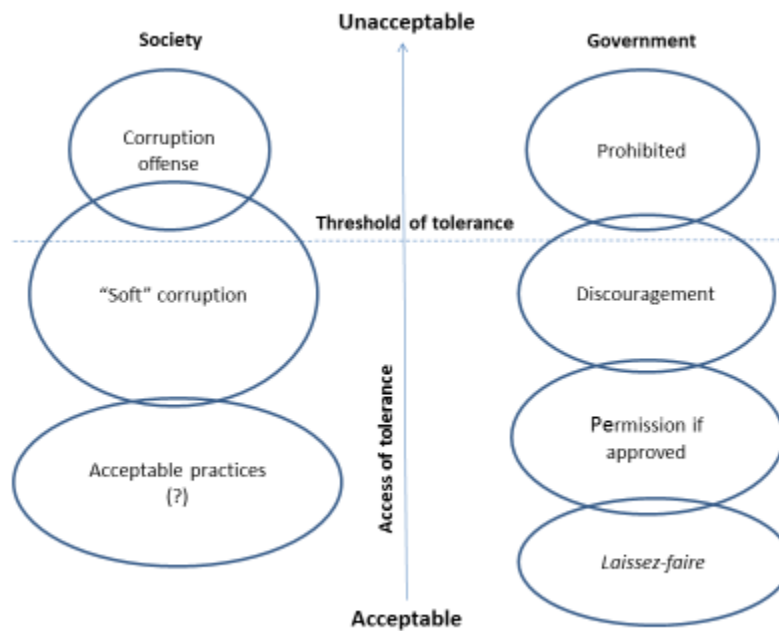 Unacceptable
Society
Government
Corruption
offense
Prohibited
Threshold of tolerance
“Soft” corruption
Discouragement
Access of tolerance
Permission if
approved
Acceptable practices
(?)
Laissez-faire
Acceptable